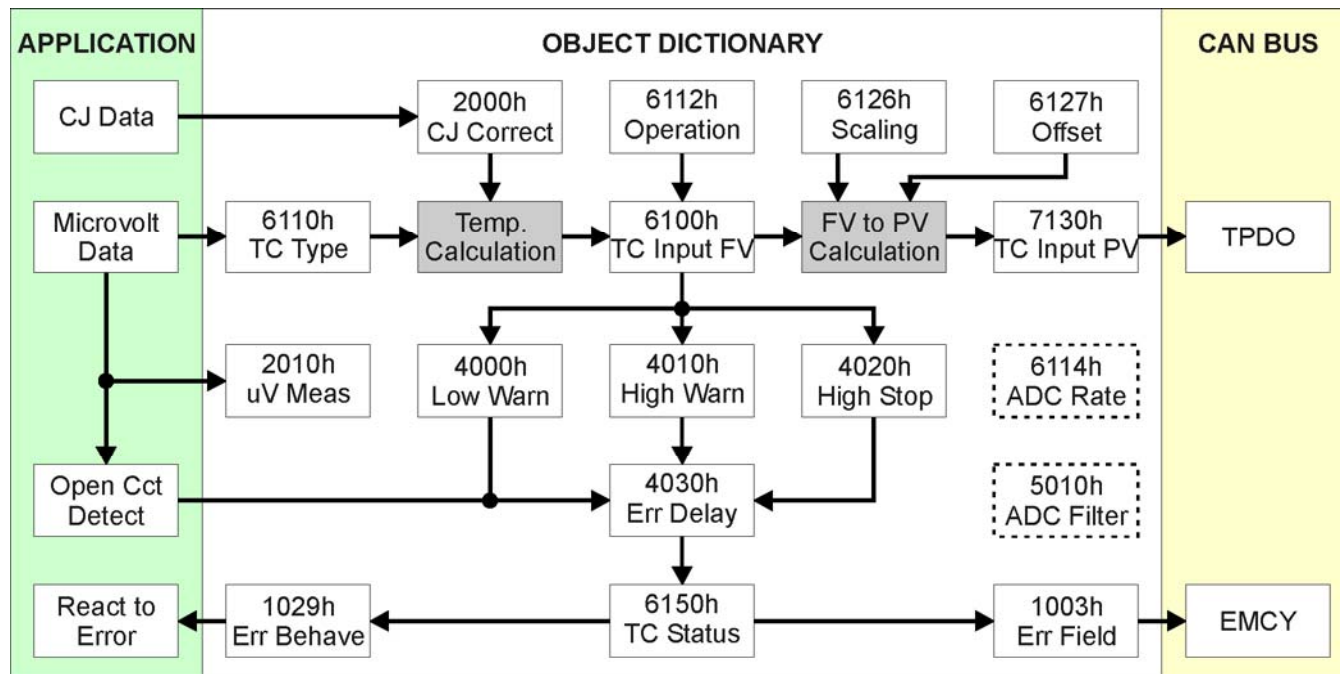 APPLICATION
OBJECT DICTIONARY
CAN BUS
CJ Data
2000h
CJ Correct
6112h
Operation
6126h
Scaling
6127h
Offset
Microvolt
Data
6110h
TC Type
Temp.
Calculation
6100h
TC Input FV
FV to PV
Calculation
7130h
TC Input PV
TPDO
2010h
uV Meas
4000h
Low Warn
4010h
High Warn
4020h
High Stop
6114h
ADC Rate
Open Cct
Detect
4030h
Err Delay
5010h
ADC Filter
React to
Error
1029h
Err Behave
6150h
TC Status
1003h
Err Field
EMCY